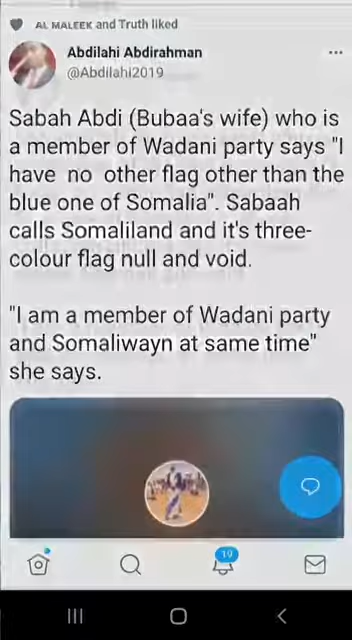 AL MALEEK and Truth liked
Abdilahi Abdirahman
@Abdilahi2019
Sabah Abdi (Bubaa's wife) who is
a member of Wadani party says "I
have no other flag other than the
blue one of Somalia". Sabaah
calls Somaliland and it's three-
colour flag null and void.
"I am a member of Wadani party
and Somaliwayn at same time"
she says.
19